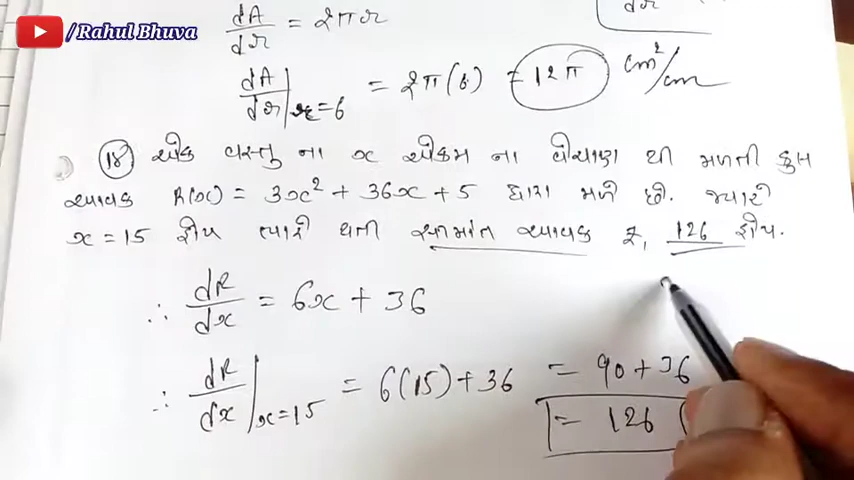 /Rahul Bhuva
dA/dr = 2πr
dr
dA/dr |r=6 = 2π(6) = 12π cm²/cm
(18) એક વસ્તુ ના x એકમ ના વેચાણ થી મળતી કુલ
આવક R(x) = 3x² + 36x + 5 દ્વારા મળે છે. જ્યારે
x = 15 હોય ત્યારે થતી સીમાંત આવક રૂ, 126 હોય.
∴ dR/dx = 6x + 36
∴ dR/dx |x=15 = 6(15) + 36 = 90 + 36
= 126